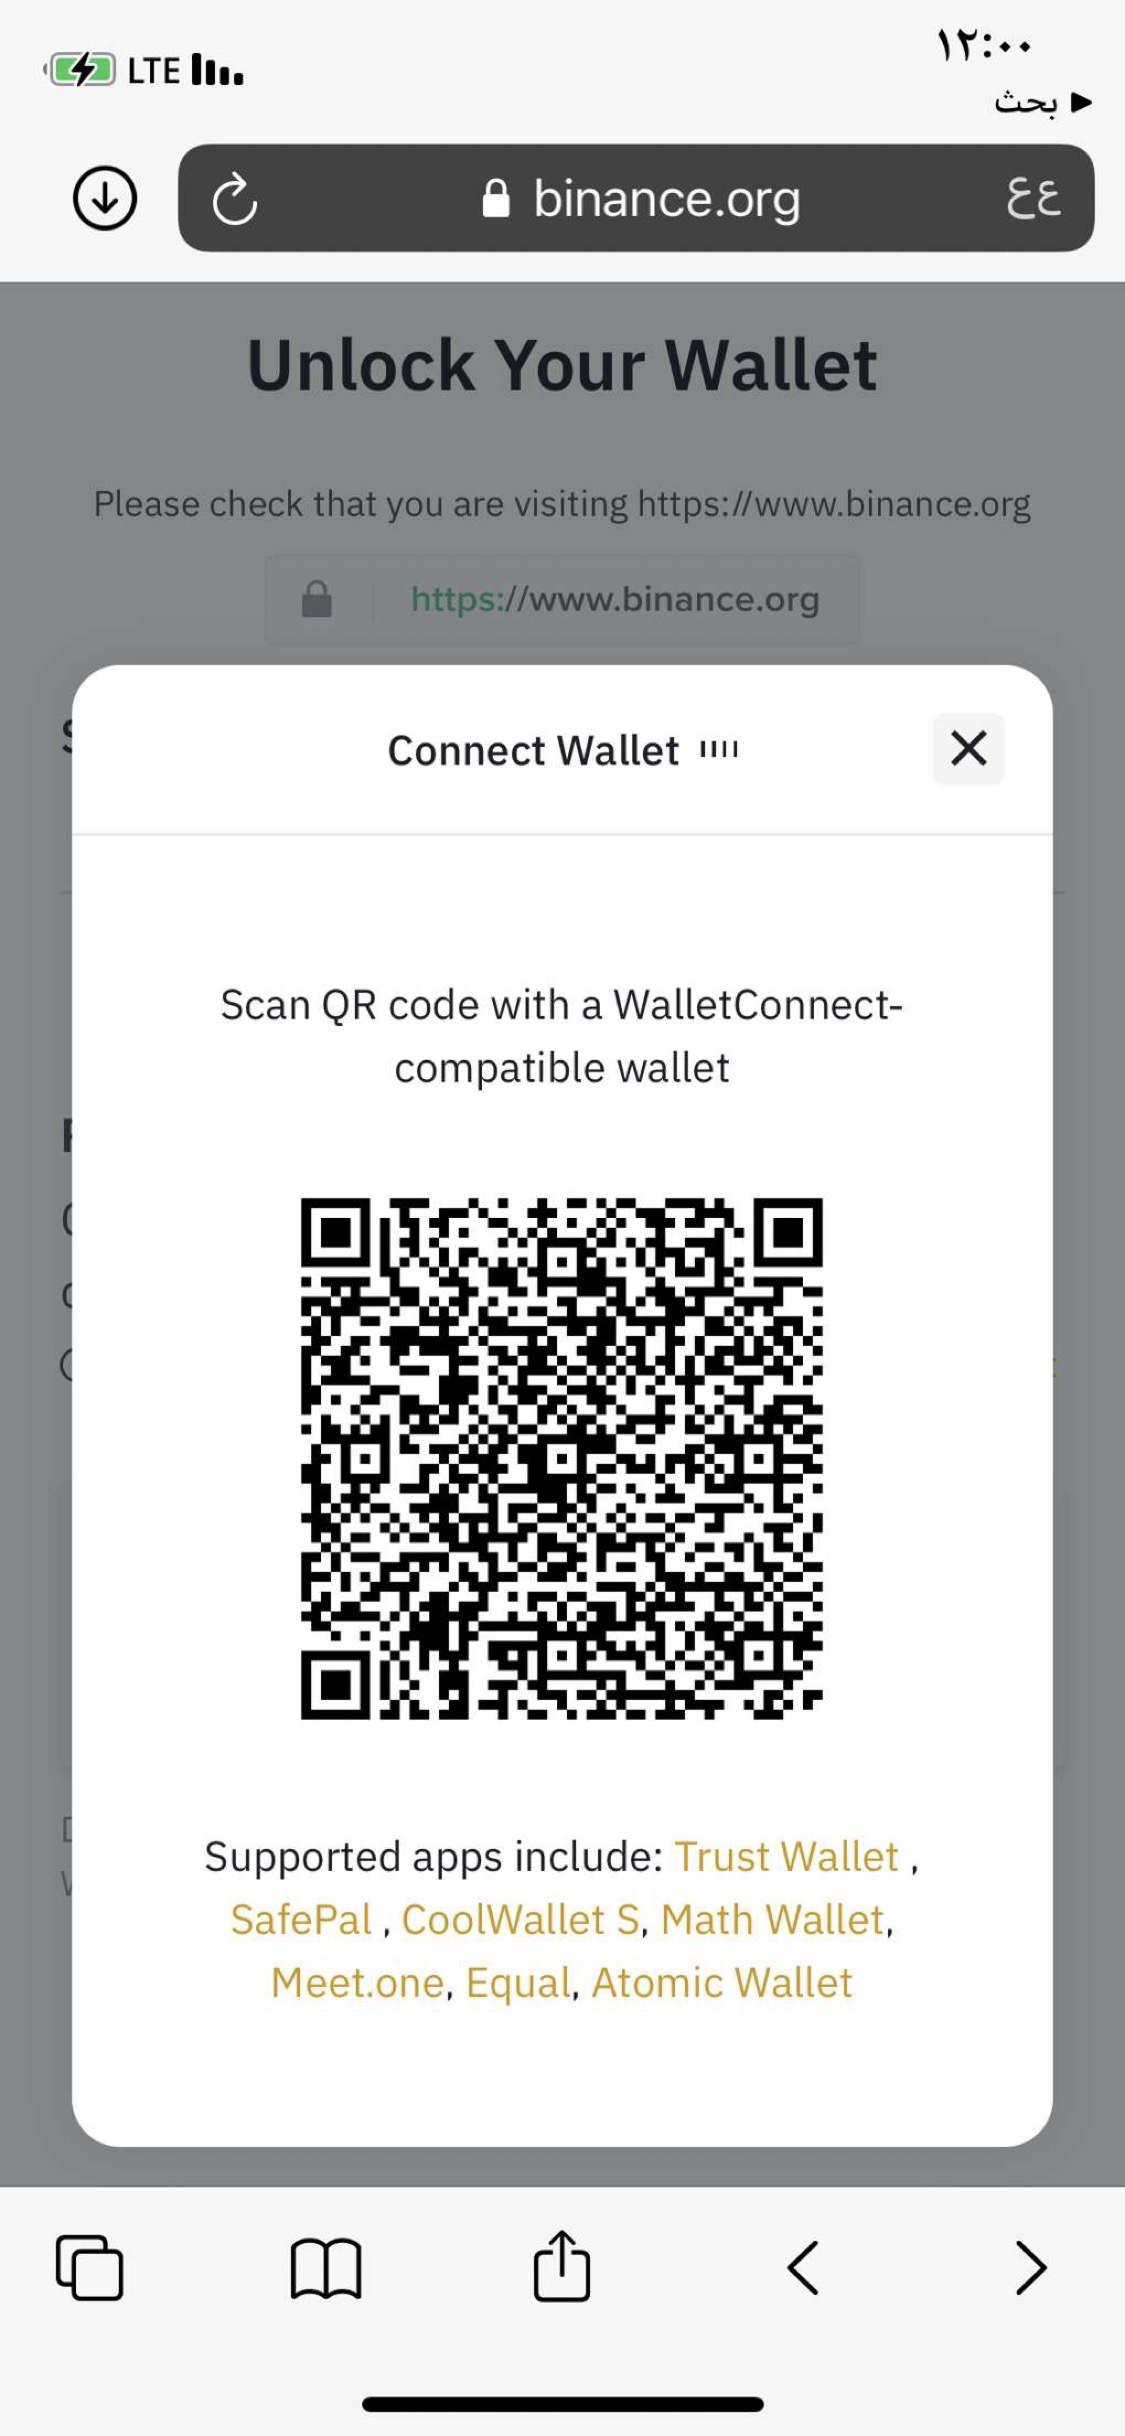 LTE
١٢:٠٠
بحث
binance.org
عع
Unlock Your Wallet
Please check that you are visiting https://www.binance.org
https://www.binance.org
Connect Wallet
Scan QR code with a WalletConnect-
compatible wallet
Supported apps include: Trust Wallet ,
SafePal , CoolWallet S, Math Wallet,
Meet.one, Equal, Atomic Wallet